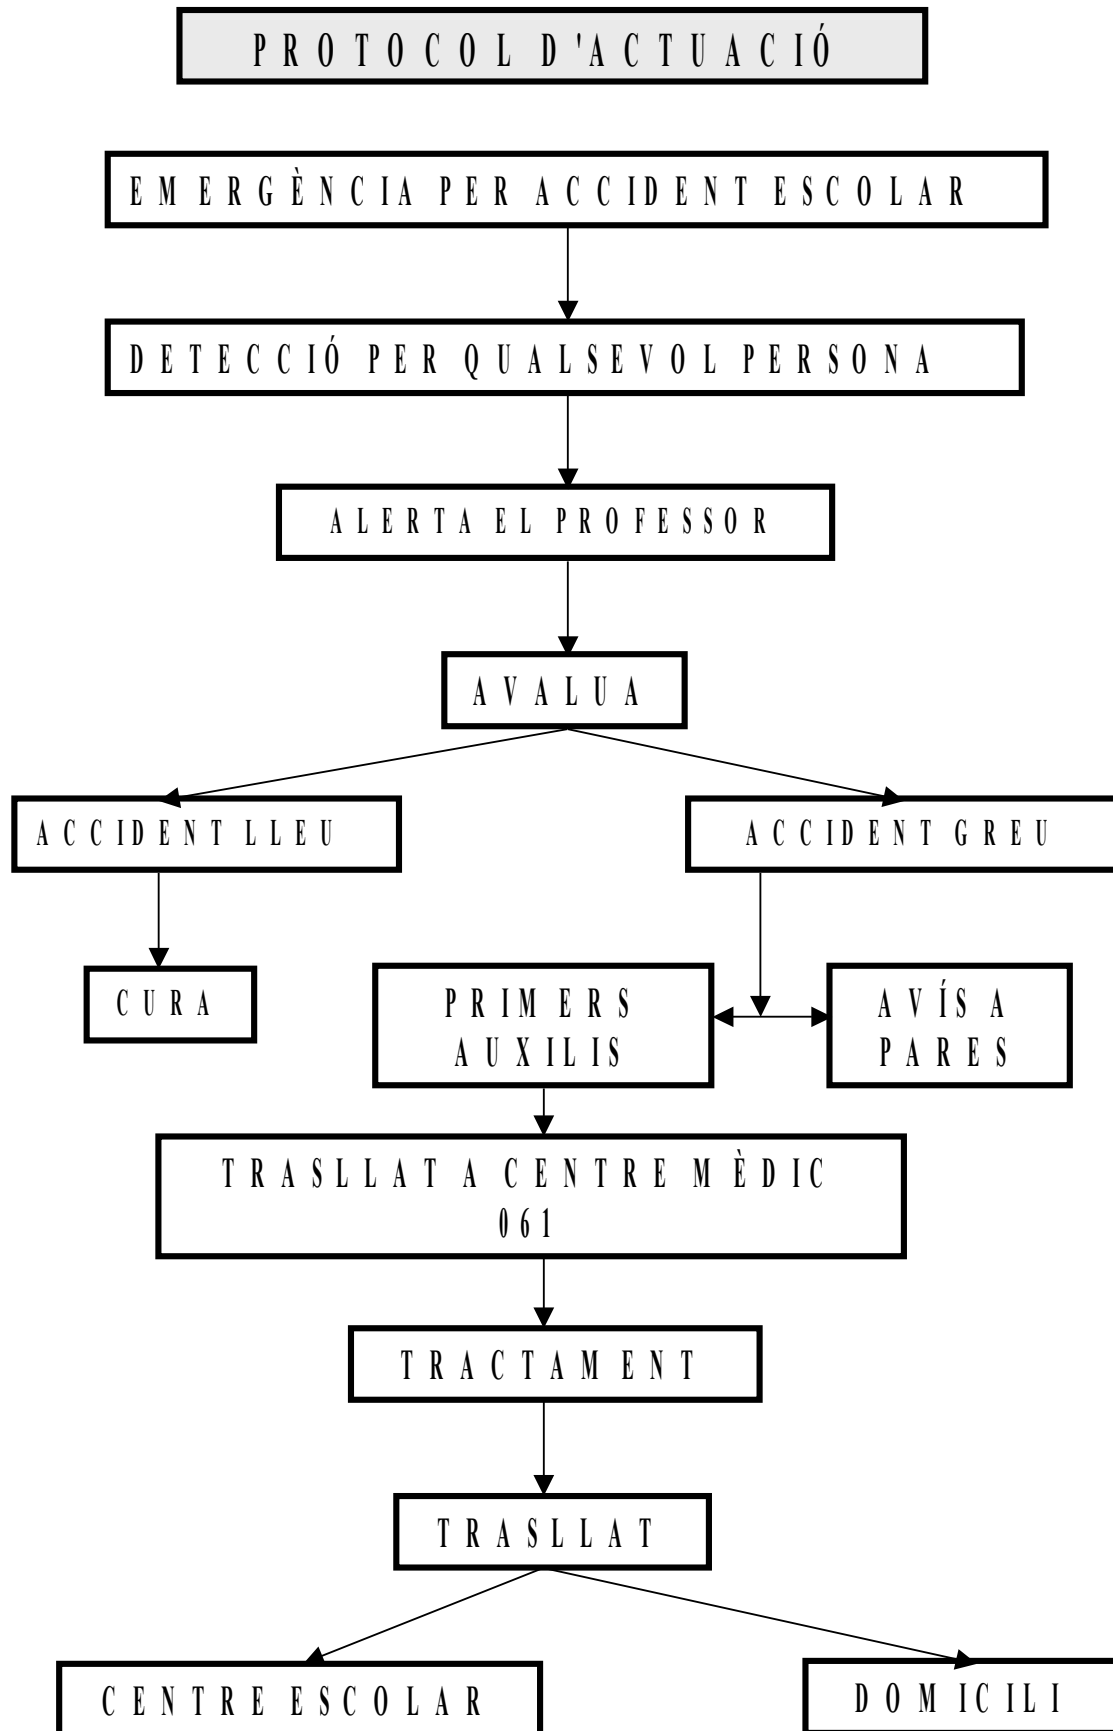 PROTOCOL D'ACTUACIÓ
EMERGÈNCIA PER ACCIDENT ESCOLAR
DETECCIÓ PER QUALSEVOL PERSONA
ALERTA EL PROFESSOR
AVALUA
ACCIDENT LLEU
ACCIDENT GREU
CURA
PRIMERS
AUXILIS
AVÍS A
PARES
TRASLLAT A CENTRE MÈDIC
061
TRACTAMENT
TRASLLAT
CENTRE ESCOLAR
DOMICILI